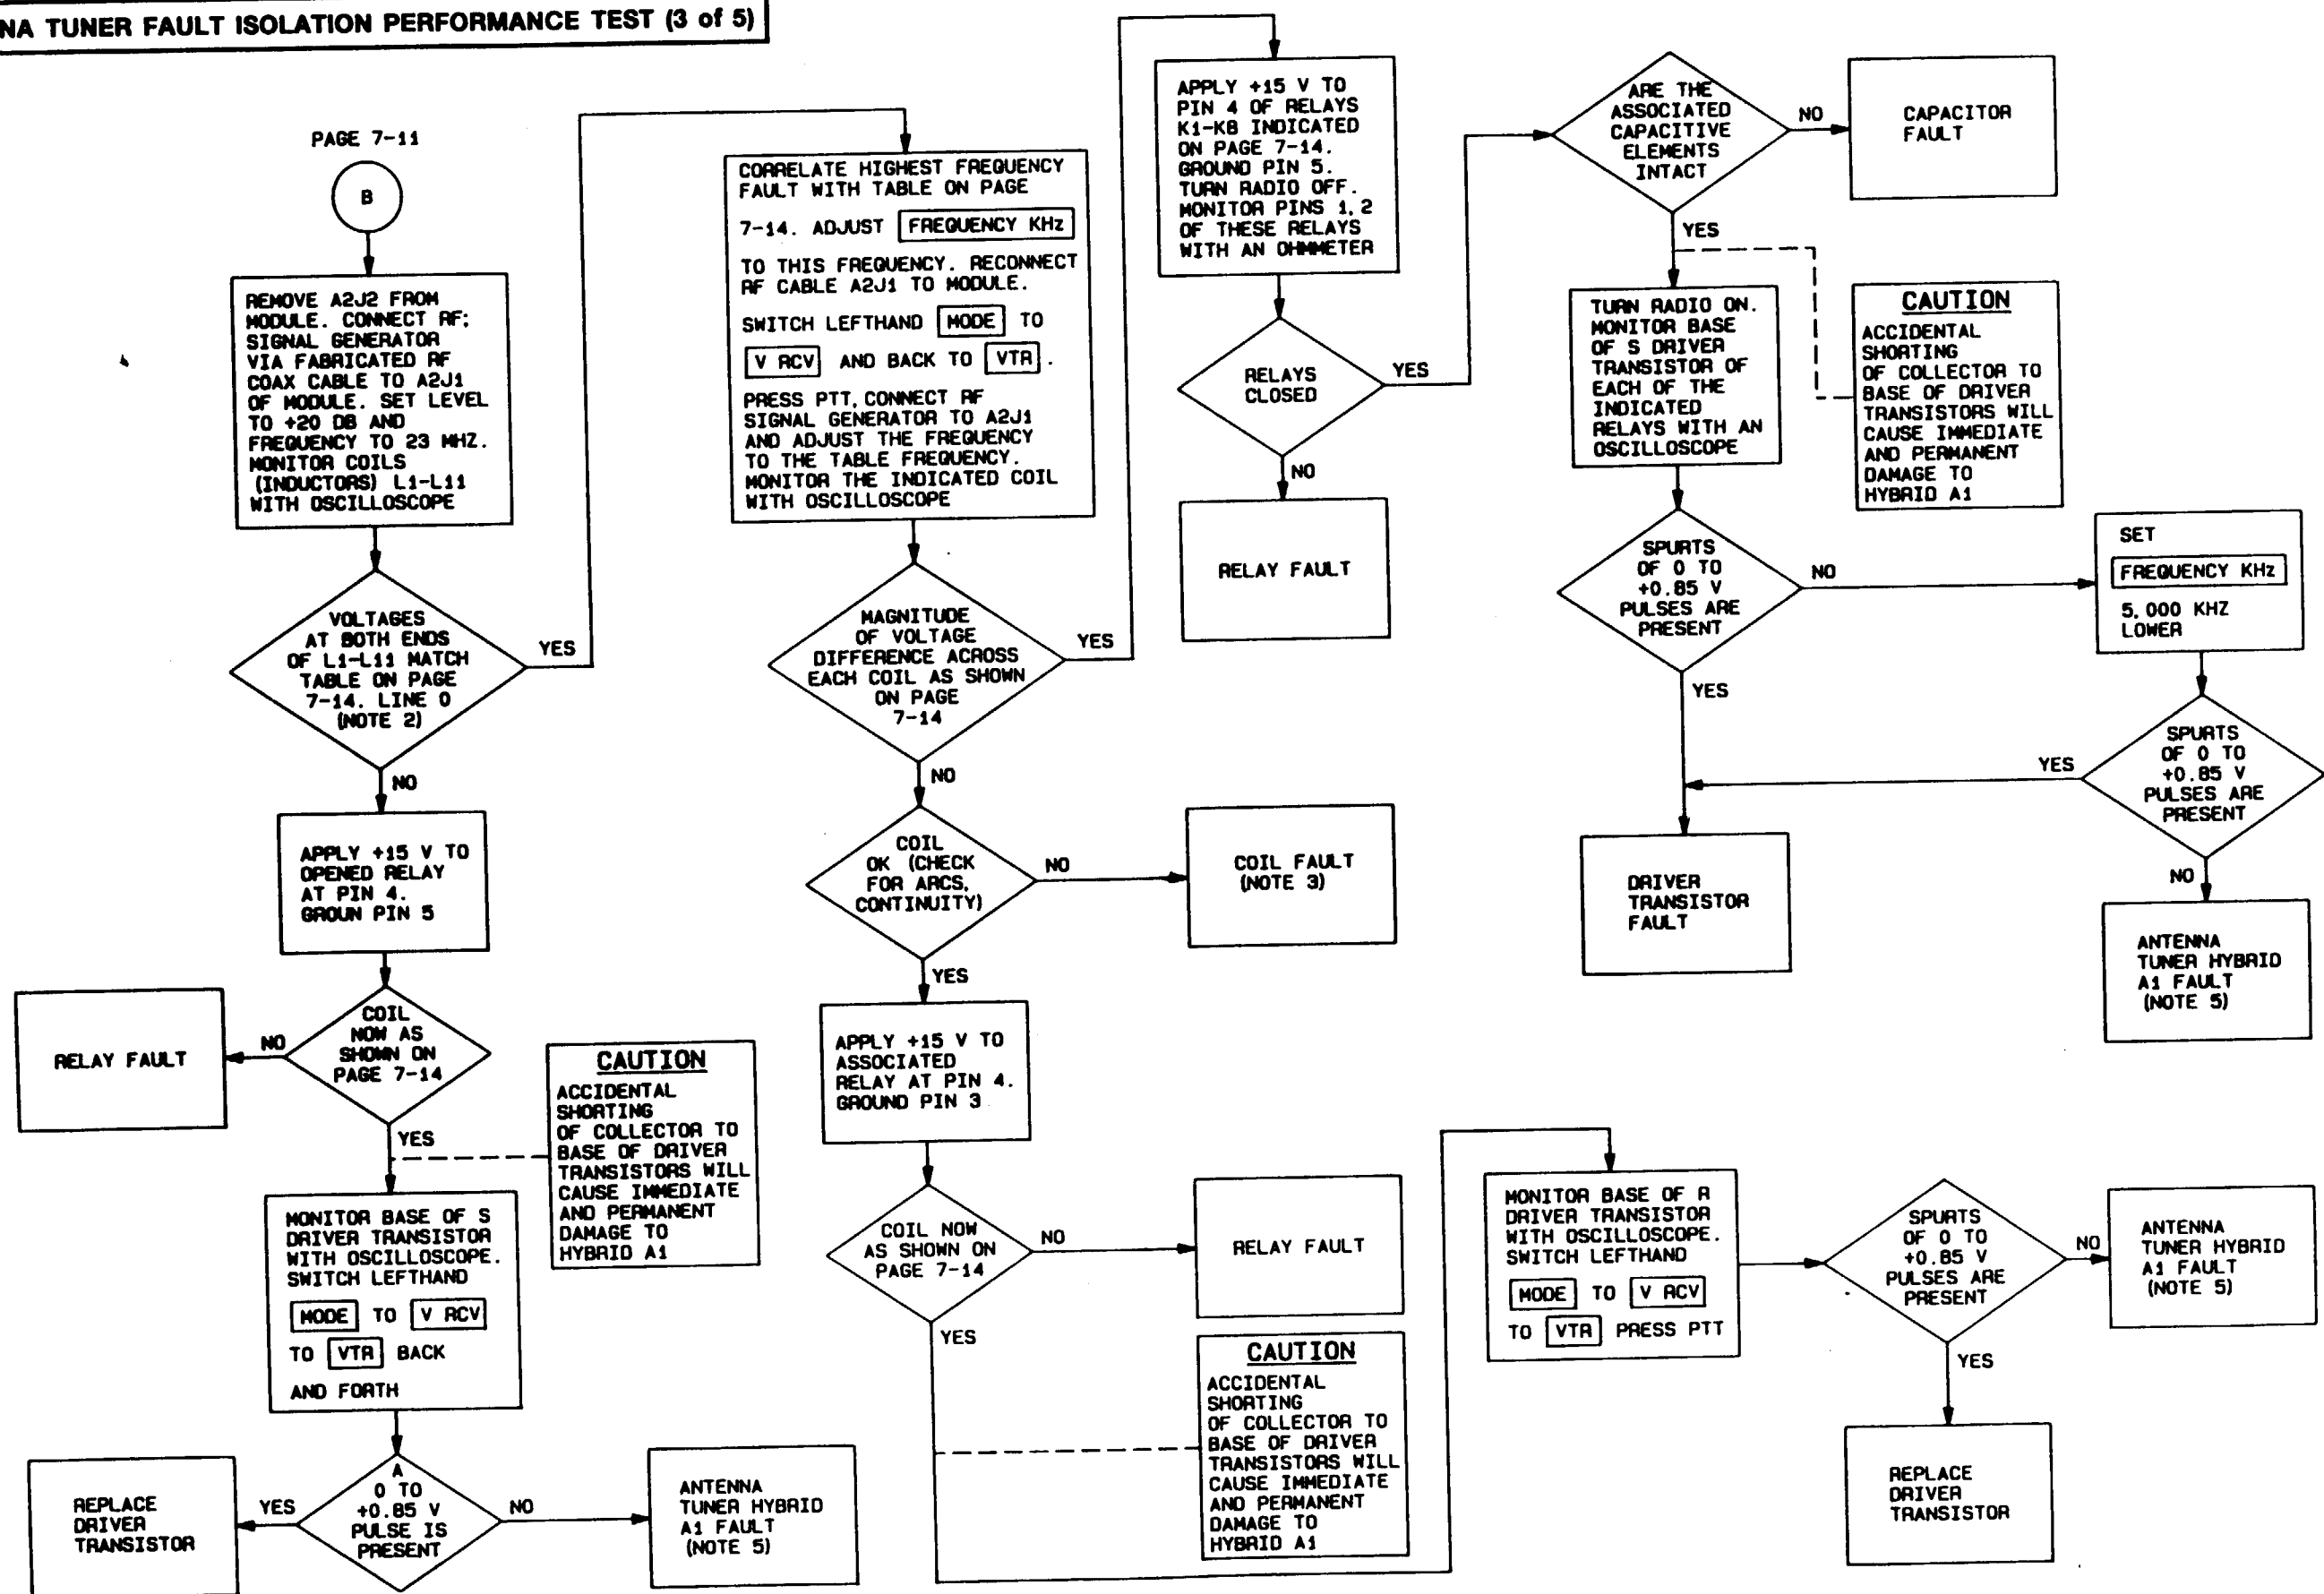 NA TUNER FAULT ISOLATION PERFORMANCE TEST (3 of 5)
PAGE 7-11
B
REMOVE A2J2 FROM
MODULE. CONNECT RF;
SIGNAL GENERATOR
VIA FABRICATED RF
COAX CABLE TO A2J1
OF MODULE. SET LEVEL
TO +20 DB AND
FREQUENCY TO 23 MHZ.
MONITOR COILS
(INDUCTORS) L1-L11
WITH OSCILLOSCOPE
VOLTAGES
AT BOTH ENDS
OF L1-L11 MATCH
TABLE ON PAGE
7-14. LINE 0
(NOTE 2)
YES
NO
APPLY +15 V TO
OPENED RELAY
AT PIN 4.
GROUN PIN 5
COIL
NOW AS
SHOWN ON
PAGE 7-14
NO
RELAY FAULT
YES
CAUTION
ACCIDENTAL
SHORTING
OF COLLECTOR TO
BASE OF DRIVER
TRANSISTORS WILL
CAUSE IMMEDIATE
AND PERMANENT
DAMAGE TO
HYBRID A1
MONITOR BASE OF S
DRIVER TRANSISTOR
WITH OSCILLOSCOPE.
SWITCH LEFTHAND
MODE TO V RCV
TO VTR BACK
AND FORTH
A
0 TO
+0.85 V
PULSE IS
PRESENT
YES
REPLACE
DRIVER
TRANSISTOR
NO
ANTENNA
TUNER HYBRID
A1 FAULT
(NOTE 5)
CORRELATE HIGHEST FREQUENCY
FAULT WITH TABLE ON PAGE
7-14. ADJUST FREQUENCY KHz
TO THIS FREQUENCY. RECONNECT
RF CABLE A2J1 TO MODULE.
SWITCH LEFTHAND MODE TO
V RCV AND BACK TO VTR.
PRESS PTT, CONNECT RF
SIGNAL GENERATOR TO A2J1
AND ADJUST THE FREQUENCY
TO THE TABLE FREQUENCY.
MONITOR THE INDICATED COIL
WITH OSCILLOSCOPE
MAGNITUDE
OF VOLTAGE
DIFFERENCE ACROSS
EACH COIL AS SHOWN
ON PAGE
7-14
YES
NO
COIL
OK (CHECK
FOR ARCS,
CONTINUITY)
NO
COIL FAULT
(NOTE 3)
YES
APPLY +15 V TO
ASSOCIATED
RELAY AT PIN 4.
GROUND PIN 3
COIL NOW
AS SHOWN ON
PAGE 7-14
NO
RELAY FAULT
YES
CAUTION
ACCIDENTAL
SHORTING
OF COLLECTOR TO
BASE OF DRIVER
TRANSISTORS WILL
CAUSE IMMEDIATE
AND PERMANENT
DAMAGE TO
HYBRID A1
APPLY +15 V TO
PIN 4 OF RELAYS
K1-K8 INDICATED
ON PAGE 7-14.
GROUND PIN 5.
TURN RADIO OFF.
MONITOR PINS 1,2
OF THESE RELAYS
WITH AN OHMMETER
RELAYS
CLOSED
YES
NO
RELAY FAULT
ARE THE
ASSOCIATED
CAPACITIVE
ELEMENTS
INTACT
NO
CAPACITOR
FAULT
YES
TURN RADIO ON.
MONITOR BASE
OF S DRIVER
TRANSISTOR OF
EACH OF THE
INDICATED
RELAYS WITH AN
OSCILLOSCOPE
CAUTION
ACCIDENTAL
SHORTING
OF COLLECTOR TO
BASE OF DRIVER
TRANSISTORS WILL
CAUSE IMMEDIATE
AND PERMANENT
DAMAGE TO
HYBRID A1
SPURTS
OF 0 TO
+0.85 V
PULSES ARE
PRESENT
NO
SET
FREQUENCY KHz
5,000 KHZ
LOWER
YES
SPURTS
OF 0 TO
+0.85 V
PULSES ARE
PRESENT
YES
DRIVER
TRANSISTOR
FAULT
NO
ANTENNA
TUNER HYBRID
A1 FAULT
(NOTE 5)
MONITOR BASE OF R
DRIVER TRANSISTOR
WITH OSCILLOSCOPE.
SWITCH LEFTHAND
MODE TO V RCV
TO VTR PRESS PTT
SPURTS
OF 0 TO
+0.85 V
PULSES ARE
PRESENT
NO
ANTENNA
TUNER HYBRID
A1 FAULT
(NOTE 5)
YES
REPLACE
DRIVER
TRANSISTOR